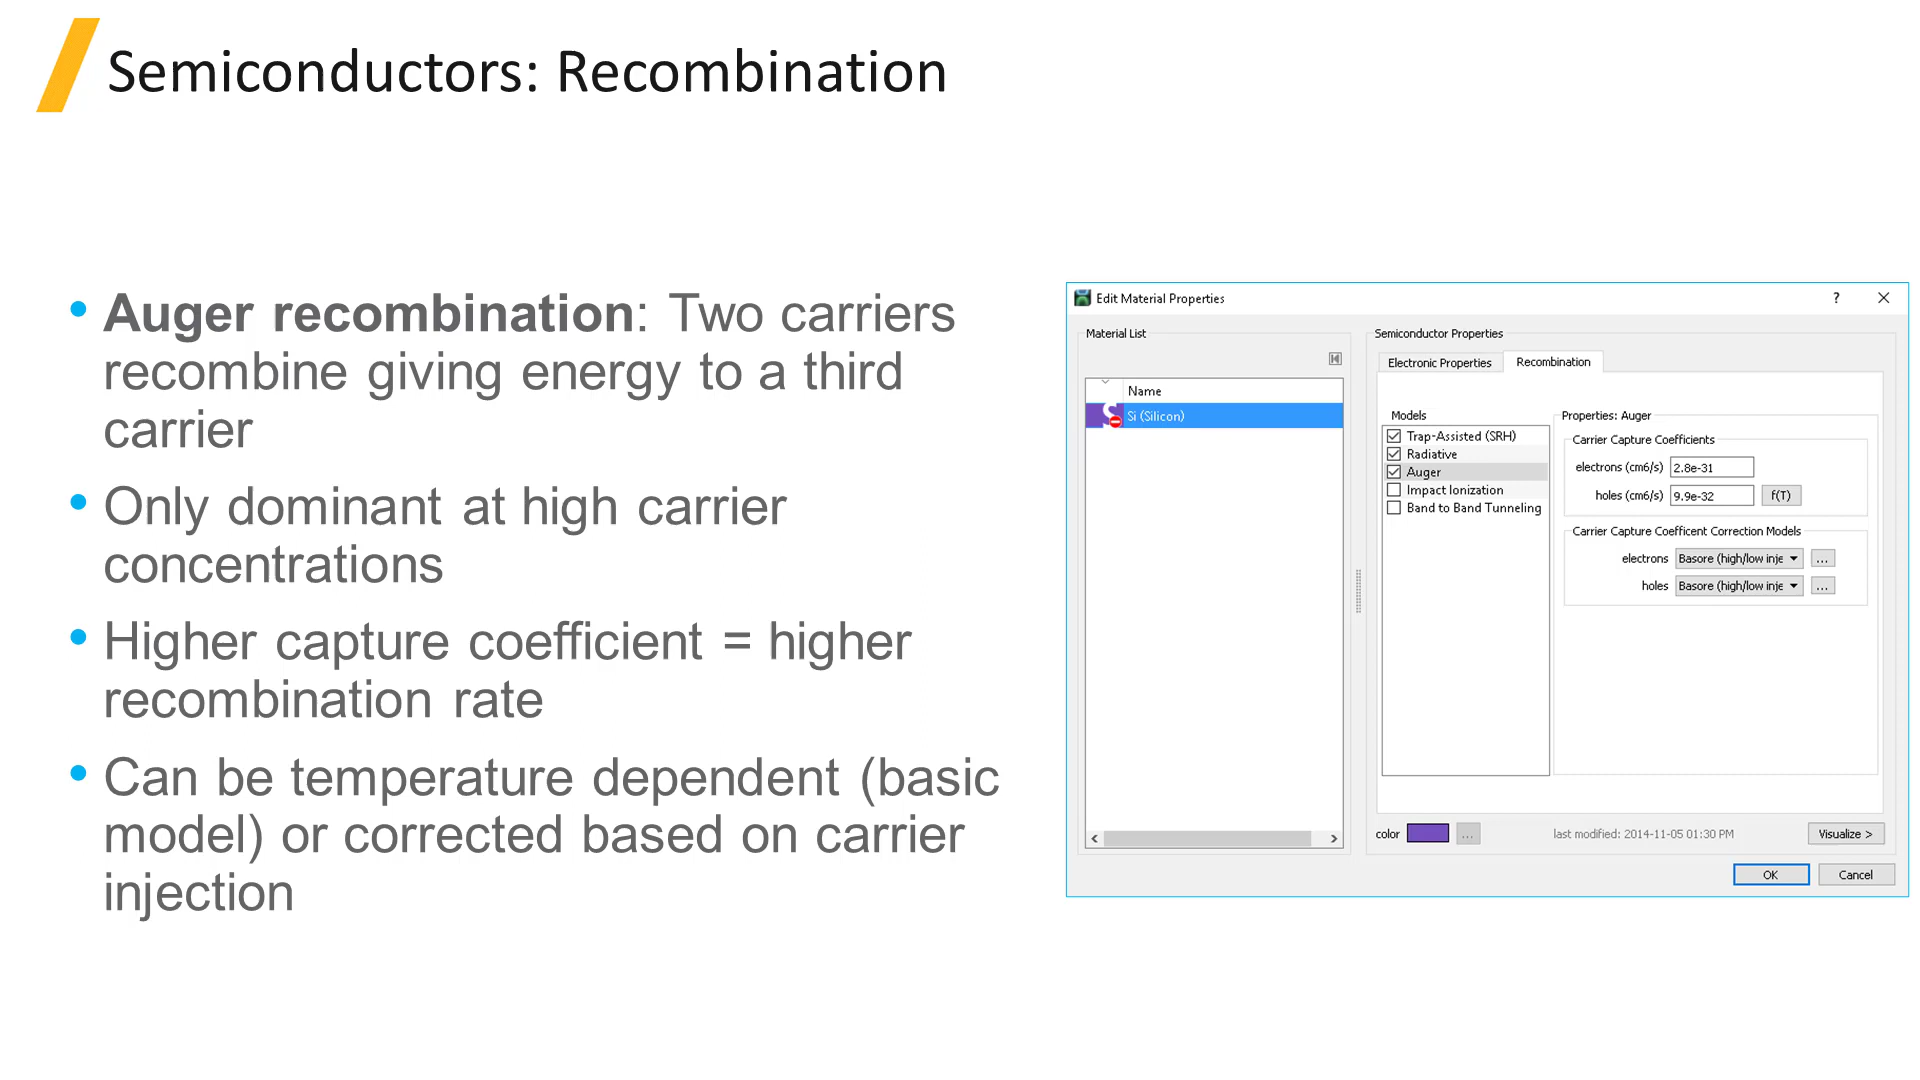 Semiconductors: Recombination
• Auger recombination: Two carriers
recombine giving energy to a third
carrier
• Only dominant at high carrier
concentrations
• Higher capture coefficient = higher
recombination rate
• Can be temperature dependent (basic
model) or corrected based on carrier
injection
Edit Material Properties
Material List
Name
Si (Silicon)
Semiconductor Properties
Electronic Properties
Recombination
Models
Trap-Assisted (SRH)
Radiative
Auger
Impact Ionization
Band to Band Tunneling
Properties: Auger
Carrier Capture Coefficients
electrons (cm6/s) 2.8e-31
holes (cm6/s) 9.9e-32 f(T)
Carrier Capture Coefficent Correction Models
electrons Basore (high/low inje ...
holes Basore (high/low inje ...
color ... last modified: 2014-11-05 01:30 PM Visualize >
OK Cancel